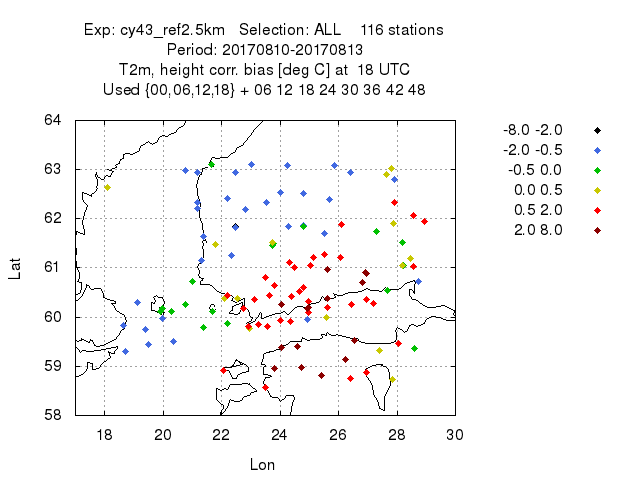 Exp: cy43_ref2.5km   Selection: ALL    116 stations
Period: 20170810-20170813
T2m, height corr. bias [deg C] at  18 UTC
Used {00,06,12,18} + 06 12 18 24 30 36 42 48
64
63
62
61
60
59
58
Lat
18 20 22 24 26 28 30
Lon
-8.0 -2.0
-2.0 -0.5
-0.5 0.0
0.0 0.5
0.5 2.0
2.0 8.0